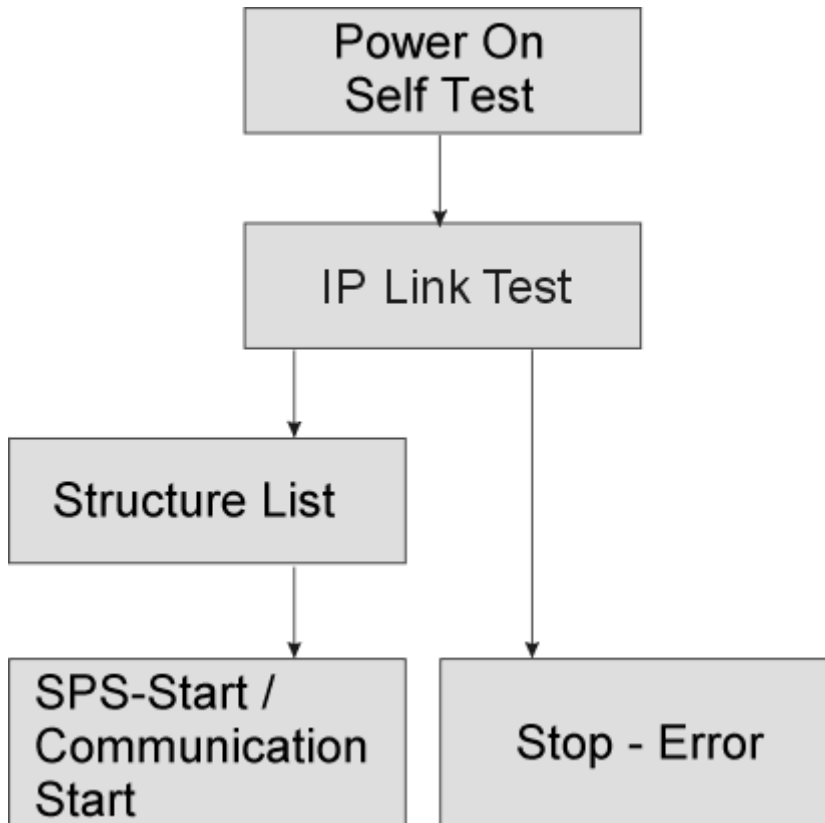 Power On
Self Test
IP Link Test
Structure List
SPS-Start /
Communication
Start
Stop - Error